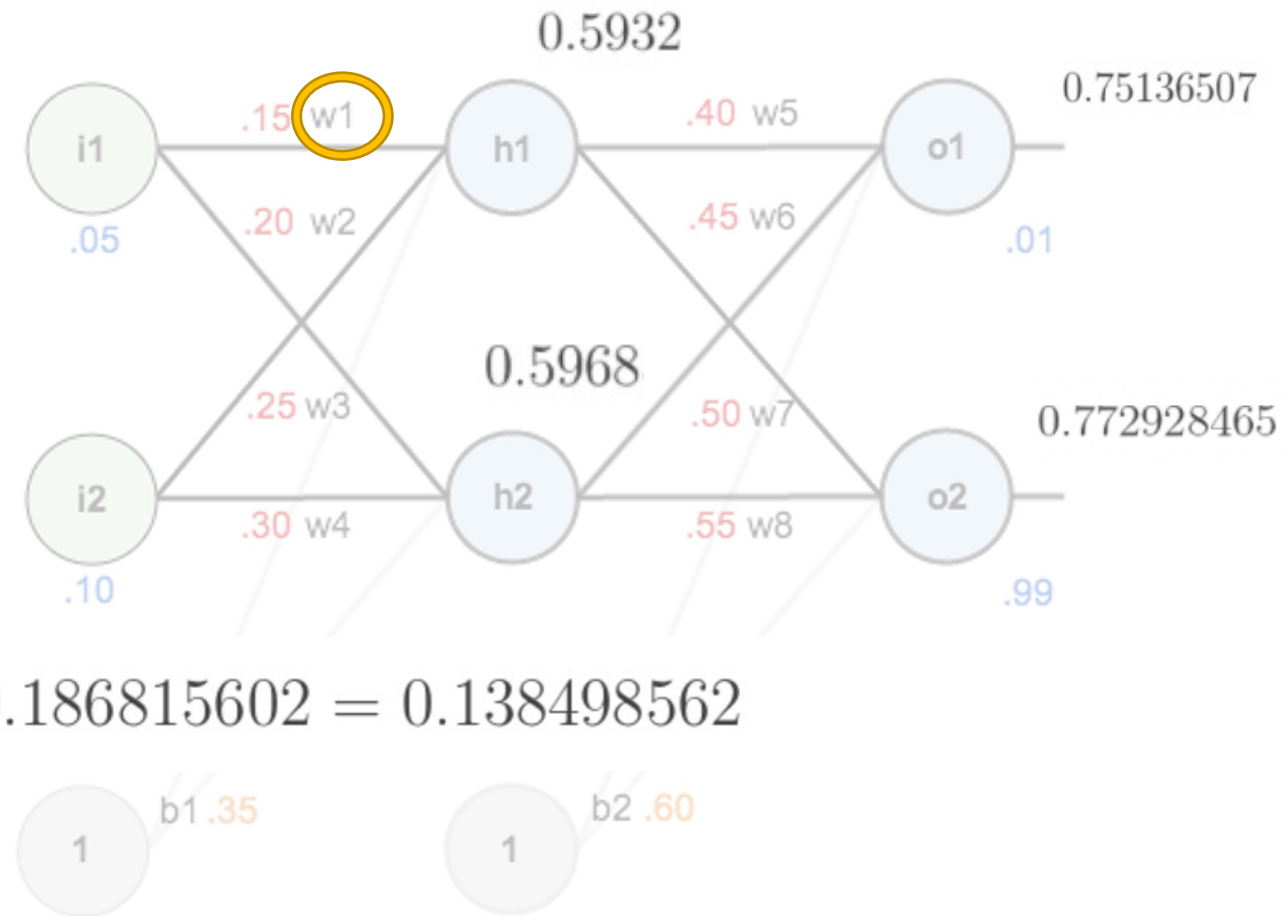 0.5932
.15 w1
.40 w5
0.75136507
i1
h1
o1
.20 w2
.45 w6
.05
.01
0.5968
.25 w3
.50 w7
0.772928465
i2
h2
o2
.30 w4
.55 w8
.10
.99
.186815602 = 0.138498562
b1 .35
b2 .60
1
1